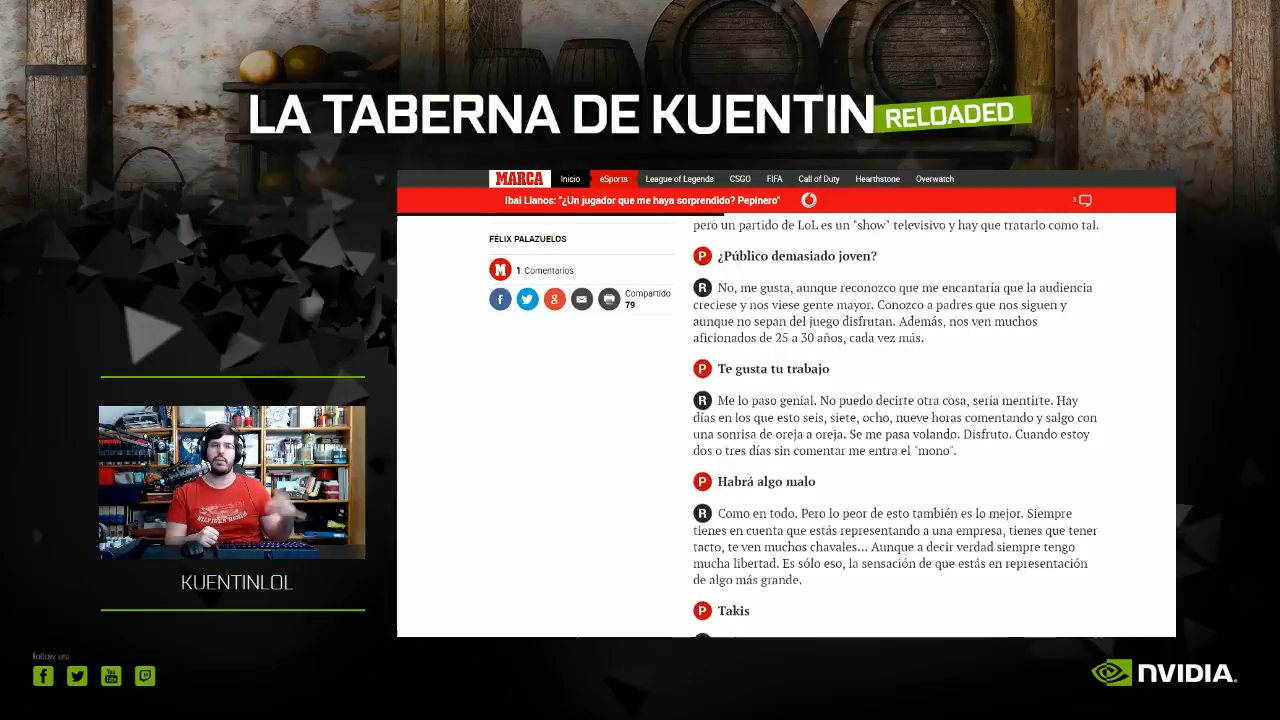 LA TABERNA DE KUENTIN RELOADED
MARCA Inicio eSports League of Legends CSGO FIFA Call of Duty Hearthstone Overwatch
Ibai Llanos: "¿Un jugador que me haya sorprendido? Pepinero" 1
FÉLIX PALAZUELOS
M 1 Comentarios
Compartido
79
pero un partido de LoL es un "show" televisivo y hay que tratarlo como tal.
P ¿Público demasiado joven?
R No, me gusta, aunque reconozco que me encantaría que la audiencia
creciese y nos viese gente mayor. Conozco a padres que nos siguen y
aunque no sepan del juego disfrutan. Además, nos ven muchos
aficionados de 25 a 30 años, cada vez más.
P Te gusta tu trabajo
R Me lo paso genial. No puedo decirte otra cosa, sería mentirte. Hay
días en los que esto seis, siete, ocho, nueve horas comentando y salgo con
una sonrisa de oreja a oreja. Se me pasa volando. Disfruto. Cuando estoy
dos o tres días sin comentar me entra el "mono".
P Habrá algo malo
R Como en todo. Pero lo peor de esto también es lo mejor. Siempre
tienes en cuenta que estás representando a una empresa, tienes que tener
tacto, te ven muchos chavales... Aunque a decir verdad siempre tengo
mucha libertad. Es sólo eso, la sensación de que estás en representación
de algo más grande.
P Takis
KUENTINLOL
follow us:
NVIDIA.